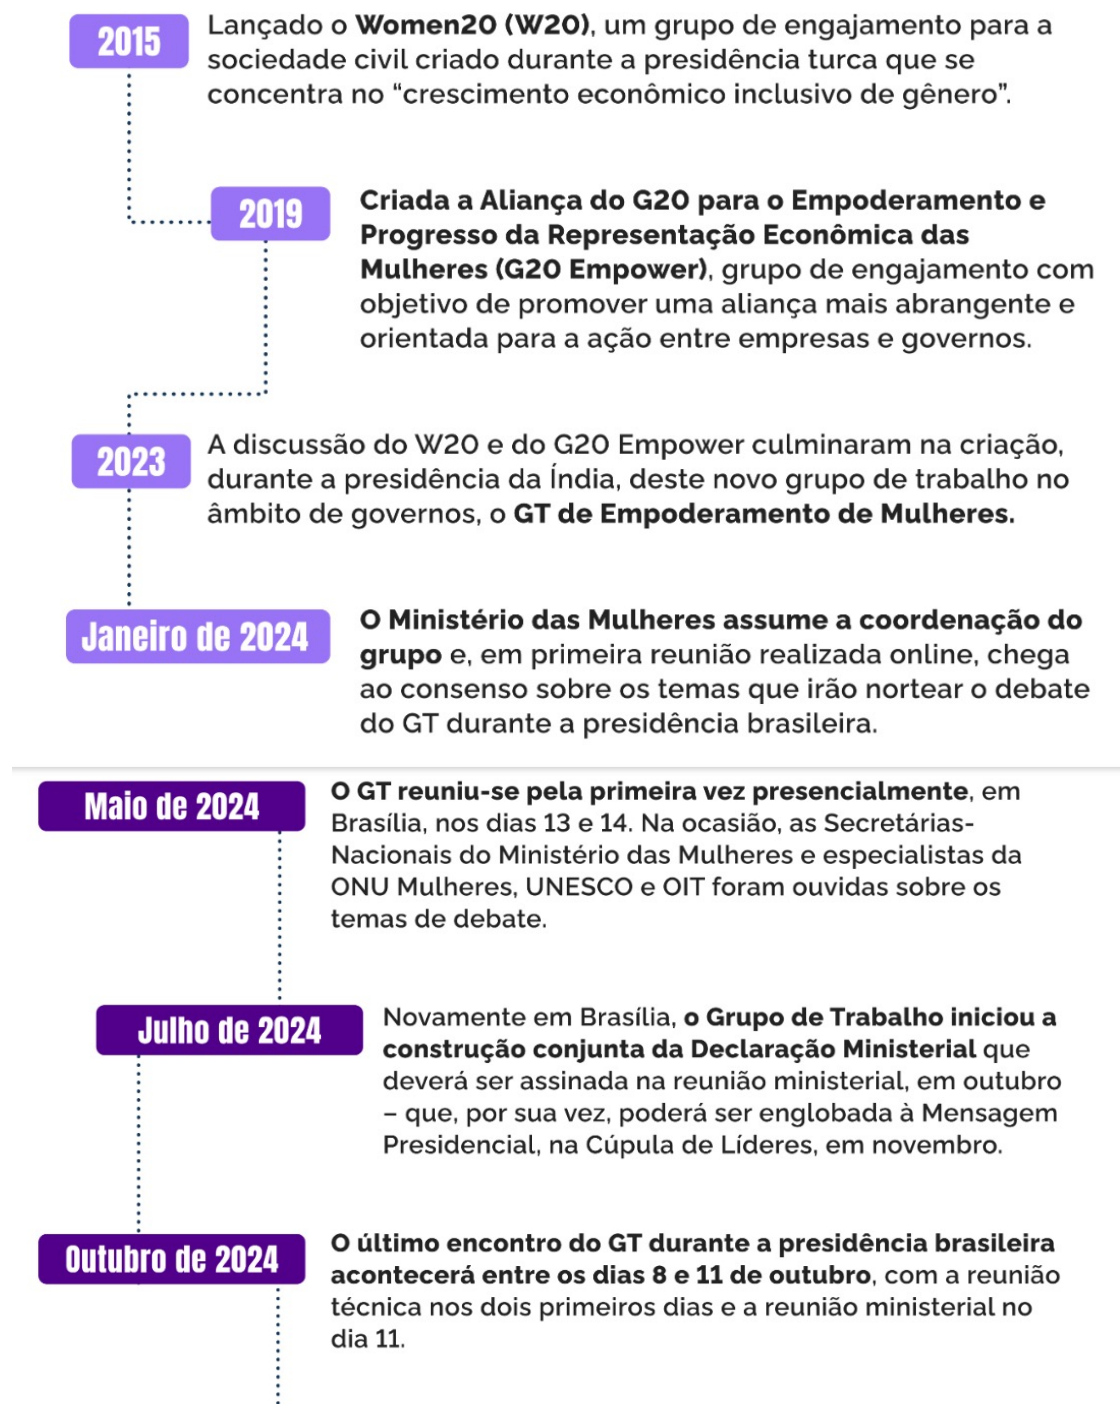 2015
Lançado o Women20 (W20), um grupo de engajamento para a
sociedade civil criado durante a presidência turca que se
concentra no “crescimento econômico inclusivo de gênero”.
2019
Criada a Aliança do G20 para o Empoderamento e
Progresso da Representação Econômica das
Mulheres (G20 Empower), grupo de engajamento com
objetivo de promover uma aliança mais abrangente e
orientada para a ação entre empresas e governos.
2023
A discussão do W20 e do G20 Empower culminaram na criação,
durante a presidência da Índia, deste novo grupo de trabalho no
âmbito de governos, o GT de Empoderamento de Mulheres.
Janeiro de 2024
O Ministério das Mulheres assume a coordenação do
grupo e, em primeira reunião realizada online, chega
ao consenso sobre os temas que irão nortear o debate
do GT durante a presidência brasileira.
Maio de 2024
O GT reuniu-se pela primeira vez presencialmente, em
Brasília, nos dias 13 e 14. Na ocasião, as Secretárias-
Nacionais do Ministério das Mulheres e especialistas da
ONU Mulheres, UNESCO e OIT foram ouvidas sobre os
temas de debate.
Julho de 2024
Novamente em Brasília, o Grupo de Trabalho iniciou a
construção conjunta da Declaração Ministerial que
deverá ser assinada na reunião ministerial, em outubro
– que, por sua vez, poderá ser englobada à Mensagem
Presidencial, na Cúpula de Líderes, em novembro.
Outubro de 2024
O último encontro do GT durante a presidência brasileira
acontecerá entre os dias 8 e 11 de outubro, com a reunião
técnica nos dois primeiros dias e a reunião ministerial no
dia 11.